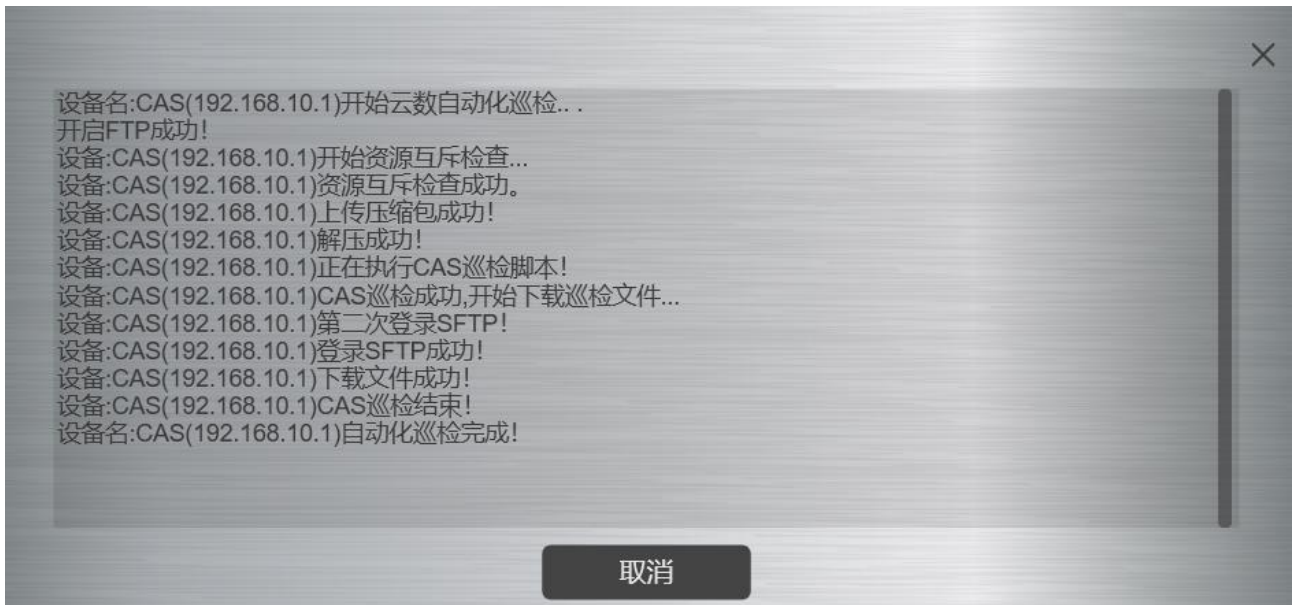 设备名:CAS(192.168.10.1)开始云数自动化巡检.. .
开启FTP成功!
设备:CAS(192.168.10.1)开始资源互斥检查...
设备:CAS(192.168.10.1)资源互斥检查成功。
设备:CAS(192.168.10.1)上传压缩包成功!
设备:CAS(192.168.10.1)解压成功!
设备:CAS(192.168.10.1)正在执行CAS巡检脚本!
设备:CAS(192.168.10.1)CAS巡检成功,开始下载巡检文件...
设备:CAS(192.168.10.1)第二次登录SFTP!
设备:CAS(192.168.10.1)登录SFTP成功!
设备:CAS(192.168.10.1)下载文件成功!
设备:CAS(192.168.10.1)CAS巡检结束!
设备名:CAS(192.168.10.1)自动化巡检完成!
取消